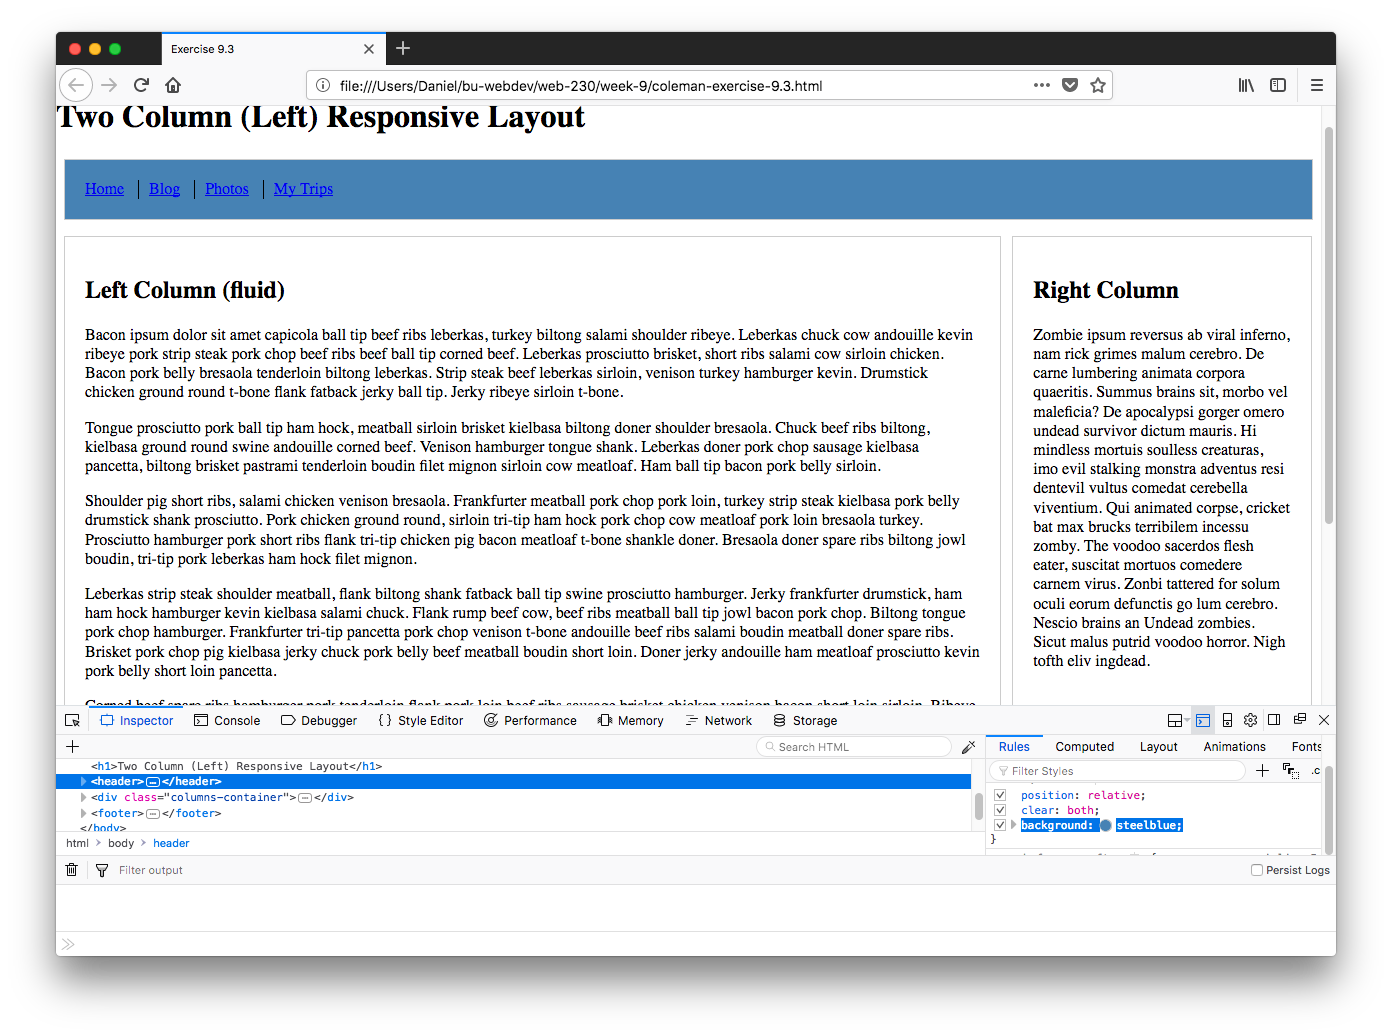 Exercise 9.3
file:///Users/Daniel/bu-webdev/web-230/week-9/coleman-exercise-9.3.html
Two Column (Left) Responsive Layout
Home Blog Photos My Trips
Left Column (fluid)
Bacon ipsum dolor sit amet capicola ball tip beef ribs leberkas, turkey biltong salami shoulder ribeye. Leberkas chuck cow andouille kevin
ribeye pork strip steak pork chop beef ribs beef ball tip corned beef. Leberkas prosciutto brisket, short ribs salami cow sirloin chicken.
Bacon pork belly bresaola tenderloin biltong leberkas. Strip steak beef leberkas sirloin, venison turkey hamburger kevin. Drumstick
chicken ground round t-bone flank fatback jerky ball tip. Jerky ribeye sirloin t-bone.
Tongue prosciutto pork ball tip ham hock, meatball sirloin brisket kielbasa biltong doner shoulder bresaola. Chuck beef ribs biltong,
kielbasa ground round swine andouille corned beef. Venison hamburger tongue shank. Leberkas doner pork chop sausage kielbasa
pancetta, biltong brisket pastrami tenderloin boudin filet mignon sirloin cow meatloaf. Ham ball tip bacon pork belly sirloin.
Shoulder pig short ribs, salami chicken venison bresaola. Frankfurter meatball pork chop pork loin, turkey strip steak kielbasa pork belly
drumstick shank prosciutto. Pork chicken ground round, sirloin tri-tip ham hock pork chop cow meatloaf pork loin bresaola turkey.
Prosciutto hamburger pork short ribs flank tri-tip chicken pig bacon meatloaf t-bone shankle doner. Bresaola doner spare ribs biltong jowl
boudin, tri-tip pork leberkas ham hock filet mignon.
Leberkas strip steak shoulder meatball, flank biltong shank fatback ball tip swine prosciutto hamburger. Jerky frankfurter drumstick, ham
ham hock hamburger kevin kielbasa salami chuck. Flank rump beef cow, beef ribs meatball ball tip jowl bacon pork chop. Biltong tongue
pork chop hamburger. Frankfurter tri-tip pancetta pork chop venison t-bone andouille beef ribs salami boudin meatball doner spare ribs.
Brisket pork chop pig kielbasa jerky chuck pork belly beef meatball boudin short loin. Doner jerky andouille ham meatloaf prosciutto kevin
pork belly short loin pancetta.
Corned beef spare ribs hamburger pork tenderloin flank pork loin beef ribs sausage brisket chicken venison bacon short loin sirloin. Ribeye
Right Column
Zombie ipsum reversus ab viral inferno,
nam rick grimes malum cerebro. De
carne lumbering animata corpora
quaeritis. Summus brains sit, morbo vel
maleficia? De apocalypsi gorger omero
undead survivor dictum mauris. Hi
mindless mortuis soulless creaturas,
imo evil stalking monstra adventus resi
dentevil vultus comedat cerebella
viventium. Qui animated corpse, cricket
bat max brucks terribilem incessu
zomby. The voodoo sacerdos flesh
eater, suscitat mortuos comedere
carnem virus. Zonbi tattered for solum
oculi eorum defunctis go lum cerebro.
Nescio brains an Undead zombies.
Sicut malus putrid voodoo horror. Nigh
tofth eliv ingdead.
Inspector Console Debugger { } Style Editor Performance Memory Network Storage
Search HTML
<h1>Two Column (Left) Responsive Layout</h1>
<header>…</header>
<div class="columns-container">…</div>
<footer>…</footer>
</body>
html > body > header
Rules Computed Layout Animations Fonts
Filter Styles + .c
position: relative;
clear: both;
background: steelblue;
}
Filter output
Persist Logs